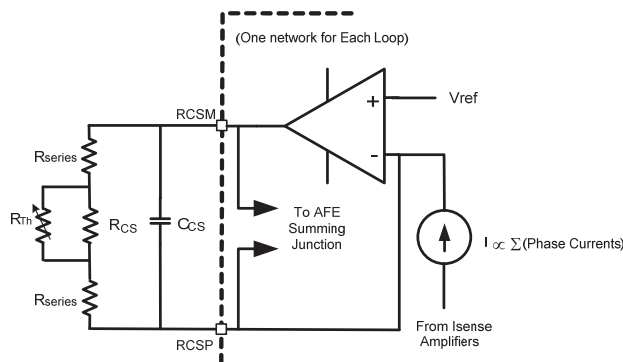 (One network for Each Loop)
RCSM
+
Vref
-
Rseries
RTh
RCS
CCS
To AFE
Summing
Junction
I ∝ Σ(Phase Currents)
Rseries
RCSP
From Isense
Amplifiers